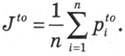 J^{to} = \frac{1}{n} \sum_{i=1}^{n} p_i^{to}.